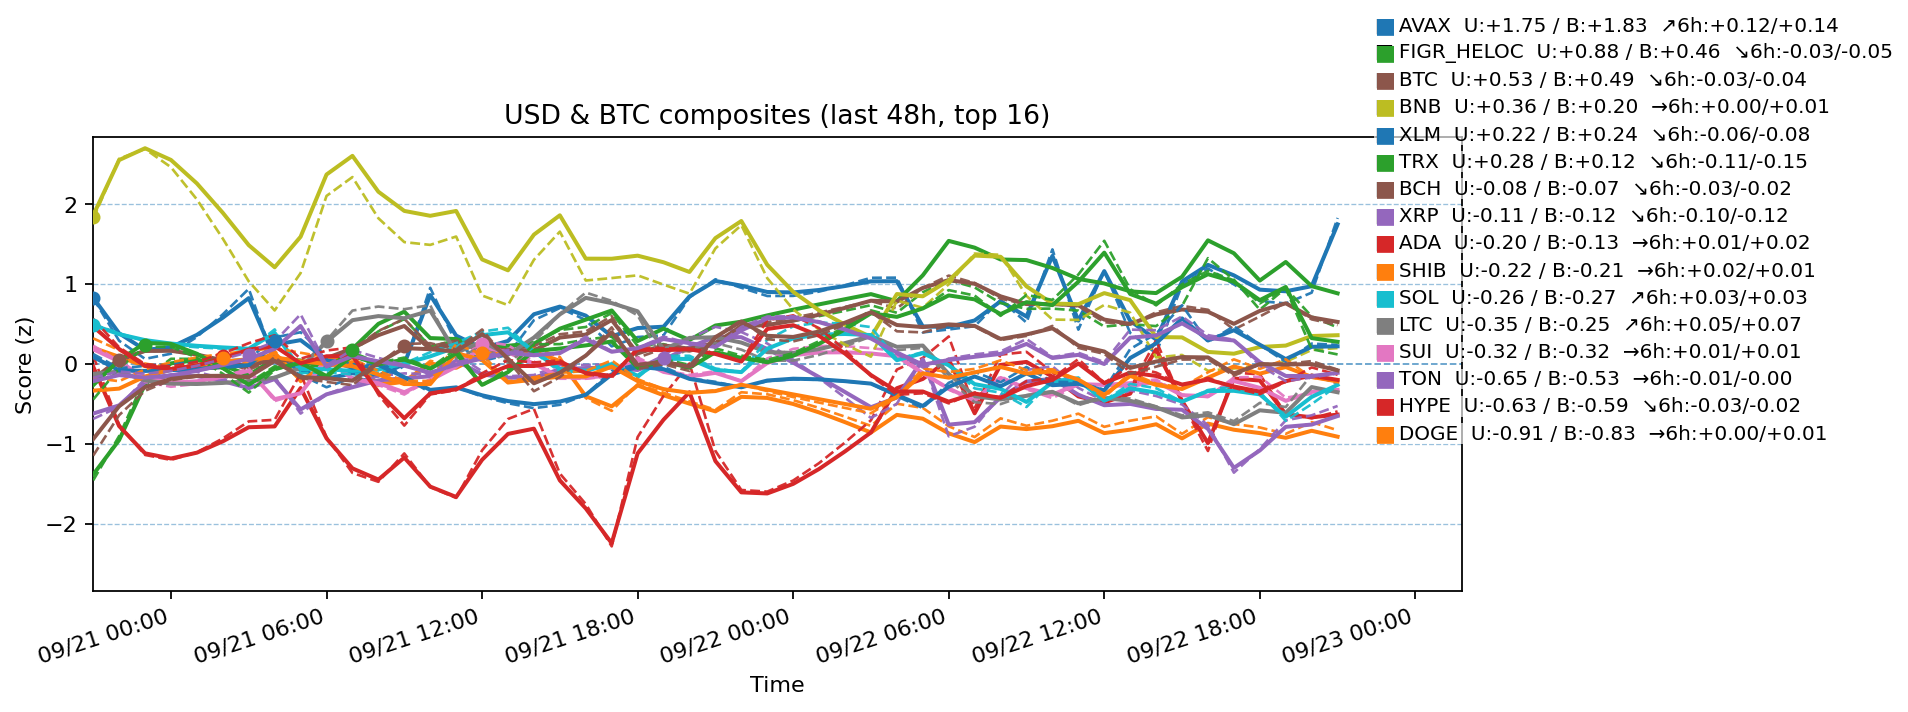 AVAX  U:+1.75 / B:+1.83  ↗6h:+0.12/+0.14
FIGR_HELOC  U:+0.88 / B:+0.46  ↘6h:-0.03/-0.05
BTC  U:+0.53 / B:+0.49  ↘6h:-0.03/-0.04
BNB  U:+0.36 / B:+0.20  →6h:+0.00/+0.01
XLM  U:+0.22 / B:+0.24  ↘6h:-0.06/-0.08
TRX  U:+0.28 / B:+0.12  ↘6h:-0.11/-0.15
BCH  U:-0.08 / B:-0.07  ↘6h:-0.03/-0.02
XRP  U:-0.11 / B:-0.12  ↘6h:-0.10/-0.12
ADA  U:-0.20 / B:-0.13  →6h:+0.01/+0.02
SHIB  U:-0.22 / B:-0.21  →6h:+0.02/+0.01
SOL  U:-0.26 / B:-0.27  ↗6h:+0.03/+0.03
LTC  U:-0.35 / B:-0.25  ↗6h:+0.05/+0.07
SUI  U:-0.32 / B:-0.32  →6h:+0.01/+0.01
TON  U:-0.65 / B:-0.53  →6h:-0.01/-0.00
HYPE  U:-0.63 / B:-0.59  ↘6h:-0.03/-0.02
DOGE  U:-0.91 / B:-0.83  →6h:+0.00/+0.01
USD & BTC composites (last 48h, top 16)
Score (z)
2
1
0
−1
−2
09/21 00:00
09/21 06:00
09/21 12:00
09/21 18:00
09/22 00:00
09/22 06:00
09/22 12:00
09/22 18:00
09/23 00:00
Time